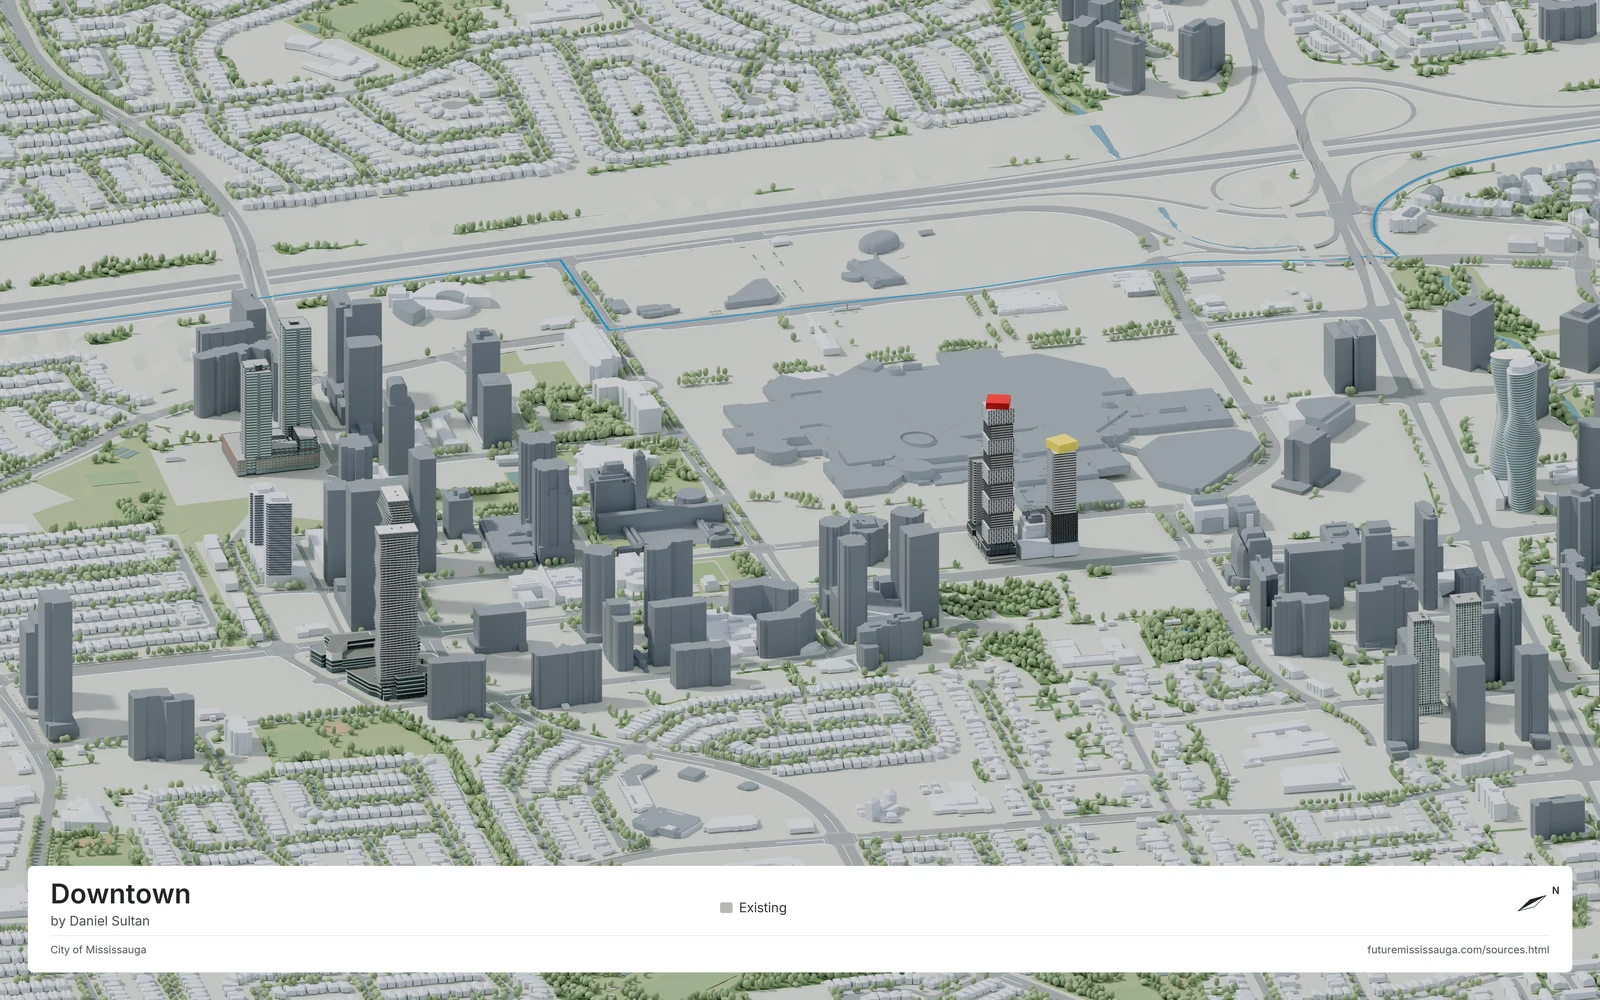 Downtown
by Daniel Sultan
Existing
N
City of Mississauga
futuremississauga.com/sources.html